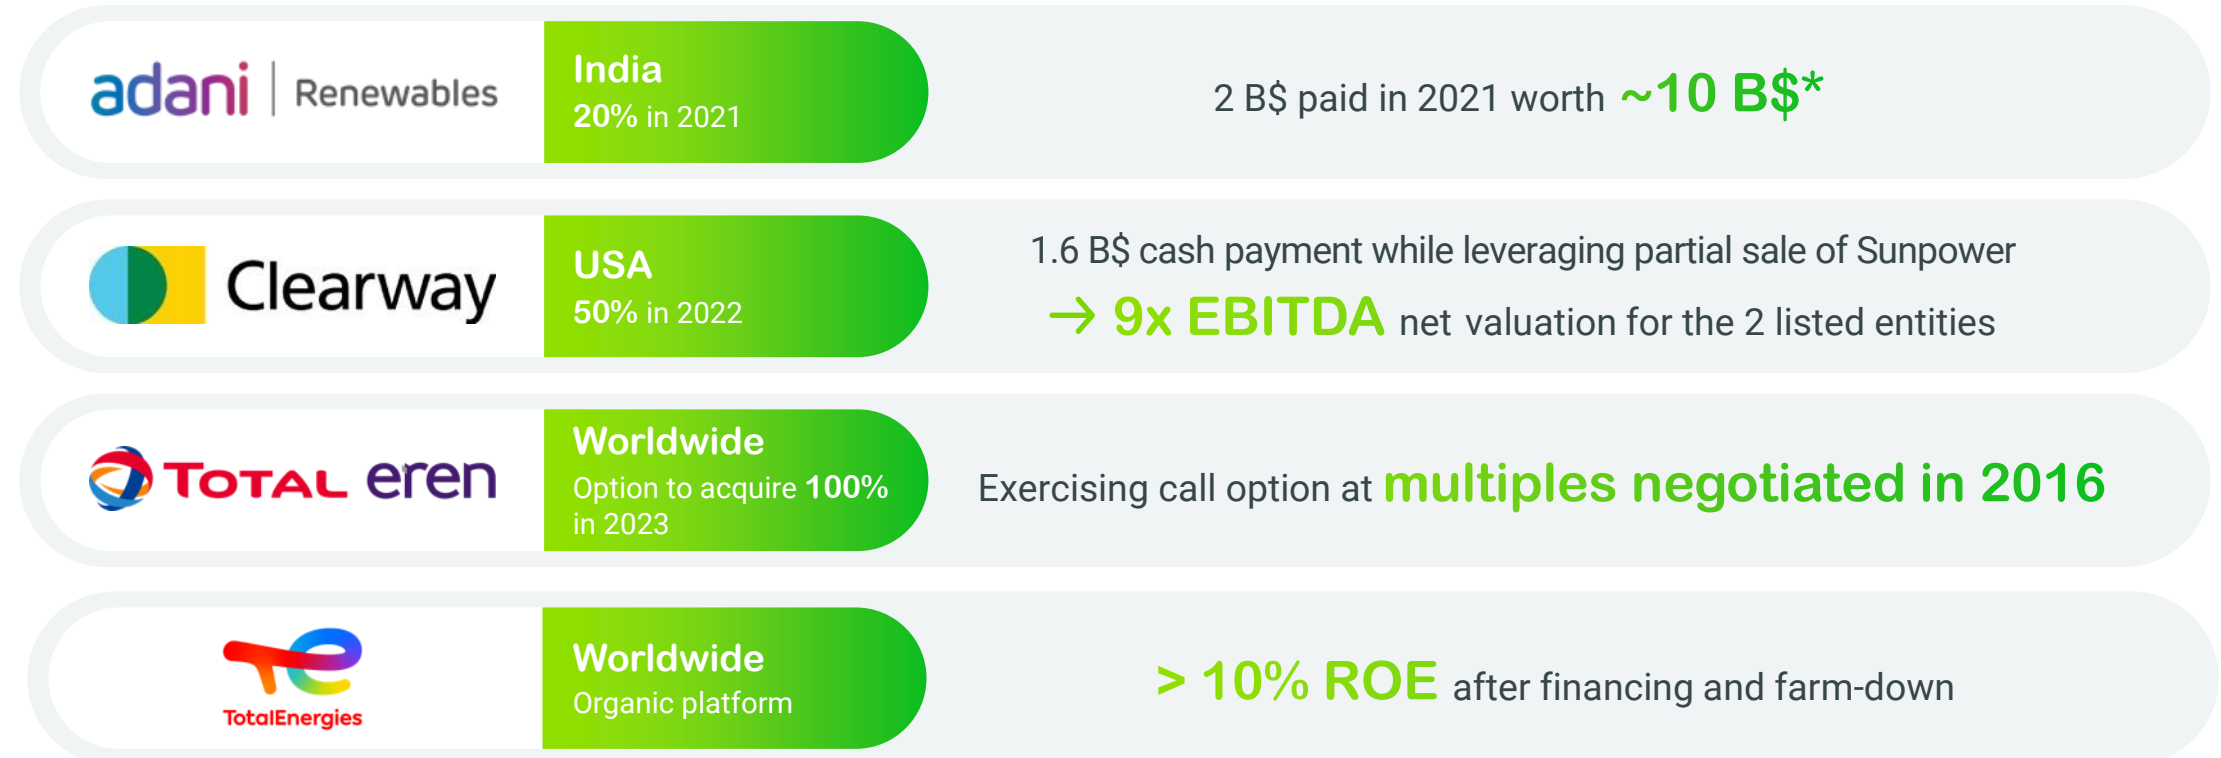 adani | Renewables
India
20% in 2021
2 B$ paid in 2021 worth ~10 B$*
Clearway
USA
50% in 2022
1.6 B$ cash payment while leveraging partial sale of Sunpower
→ 9x EBITDA net valuation for the 2 listed entities
TOTAL eren
Worldwide
Option to acquire 100%
in 2023
Exercising call option at multiples negotiated in 2016
TotalEnergies
Worldwide
Organic platform
> 10% ROE after financing and farm-down